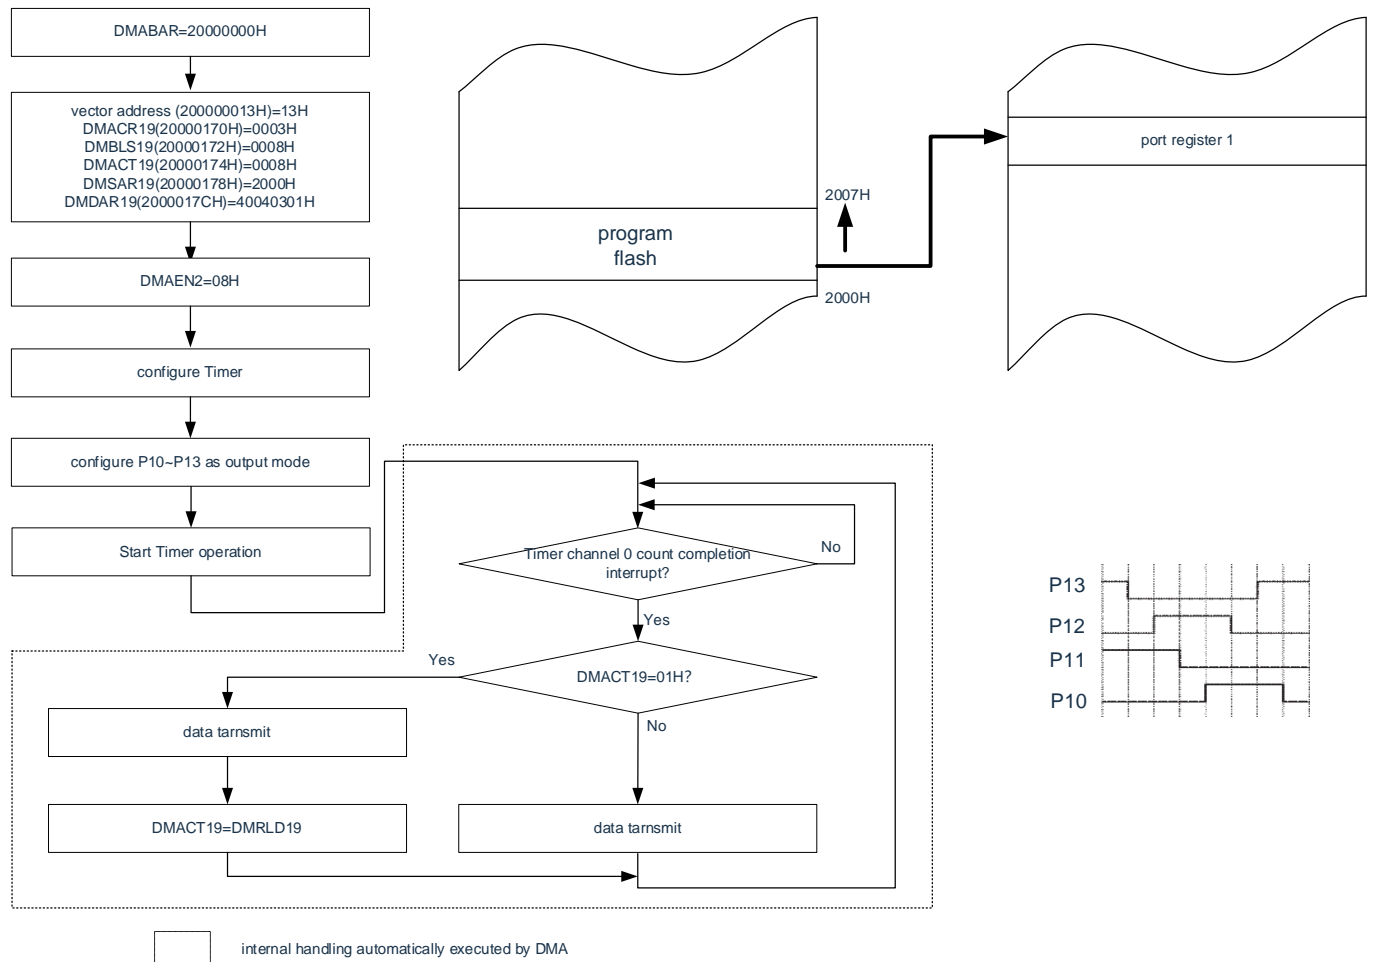 DMABAR=20000000H
vector address (200000013H)=13H
DMACR19(20000170H)=0003H
DMBLS19(20000172H)=0008H
DMACT19(20000174H)=0008H
DMSAR19(20000178H)=2000H
DMDAR19(2000017CH)=40040301H
DMAEN2=08H
configure Timer
configure P10~P13 as output mode
Start Timer operation
program
flash
2007H
2000H
port register 1
Timer channel 0 count completion
interrupt?
No
Yes
DMACT19=01H?
Yes
No
data tarnsmit
DMACT19=DMRLD19
data tarnsmit
P13
P12
P11
P10
internal handling automatically executed by DMA